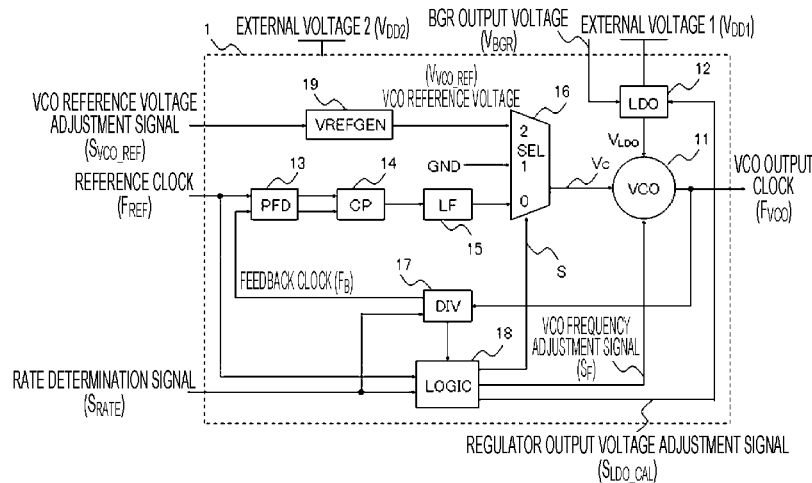 EXTERNAL VOLTAGE 2 (VDD2)
BGR OUTPUT VOLTAGE
(VBGR)
EXTERNAL VOLTAGE 1
(VDD1)
1
12
LDO
VLDO
11
VCO REFERENCE VOLTAGE
ADJUSTMENT SIGNAL
(SVCO_REF)
19
VREFGEN
(VVCO_REF)
VCO REFERENCE VOLTAGE
16
2
SEL
1
0
GND
VC
VCO
VCO OUTPUT
CLOCK
(FVCO)
REFERENCE CLOCK
(FREF)
13
PFD
14
CP
LF
15
S
FEEDBACK CLOCK (FB)
17
DIV
18
LOGIC
VCO FREQUENCY
ADJUSTMENT
SIGNAL
(SF)
RATE DETERMINATION SIGNAL
(SRATE)
REGULATOR OUTPUT VOLTAGE ADJUSTMENT SIGNAL
(SLDO_CAL)